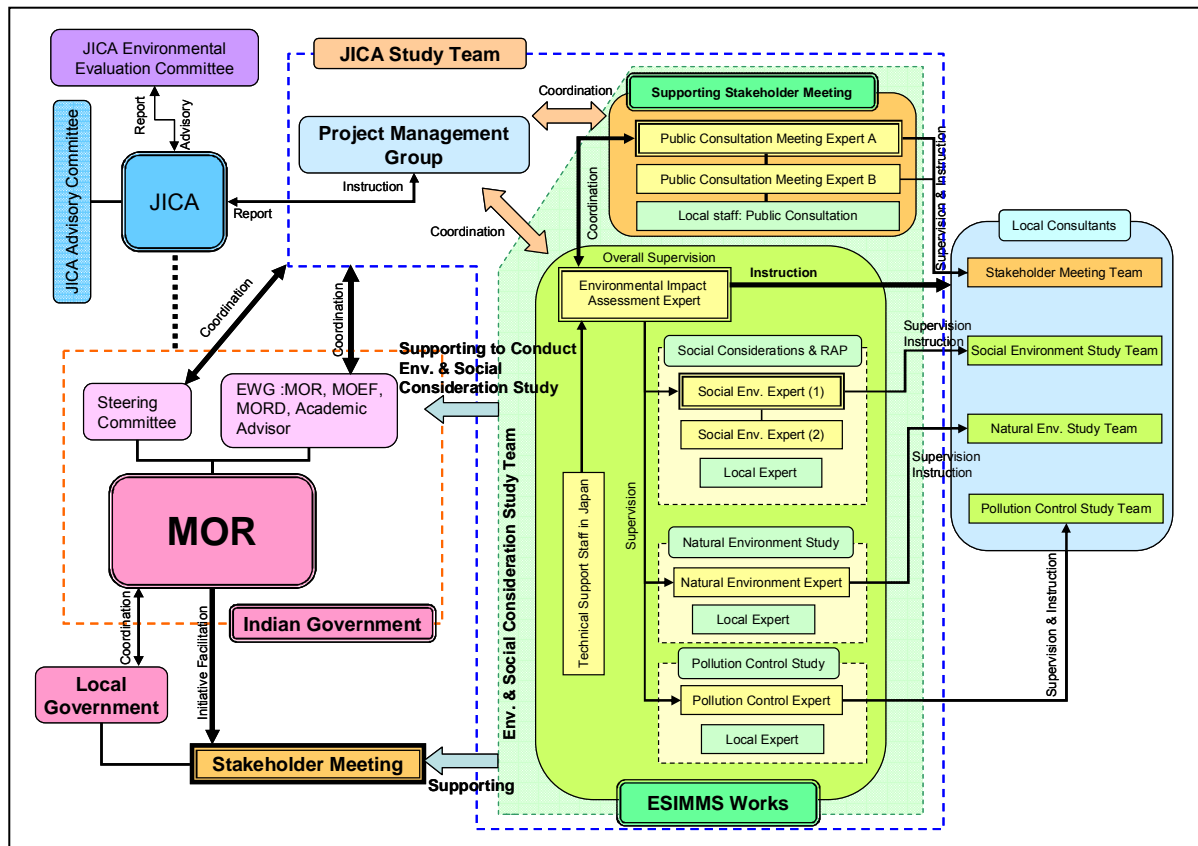 JICA Environmental
Evaluation Committee
JICA Study Team
Report
Advisory
JICA Advisory Committee
JICA
Project Management
Group
Instruction
Report
Coordination
Coordination
Supporting Stakeholder Meeting
Public Consultation Meeting Expert A
Public Consultation Meeting Expert B
Local staff: Public Consultation
Coordination
Supervision & Instruction
Local Consultants
Stakeholder Meeting Team
Social Environment Study Team
Natural Env. Study Team
Pollution Control Study Team
Overall Supervision
Environmental Impact
Assessment Expert
Instruction
Coordination
Coordination
Supporting to Conduct
Env. & Social
Consideration Study
Steering
Committee
EWG :MOR, MOEF,
MORD, Academic
Advisor
MOR
Indian Government
Coordination
Initiative Facilitation
Local
Government
Stakeholder Meeting
Supporting
Env. & Social Consideration Study Team
Technical Support Staff in Japan
Supervision
Social Considerations & RAP
Social Env. Expert (1)
Social Env. Expert (2)
Local Expert
Supervision
Instruction
Natural Environment Study
Natural Environment Expert
Local Expert
Supervision
Instruction
Pollution Control Study
Pollution Control Expert
Local Expert
Supervision & Instruction
ESIMMS Works